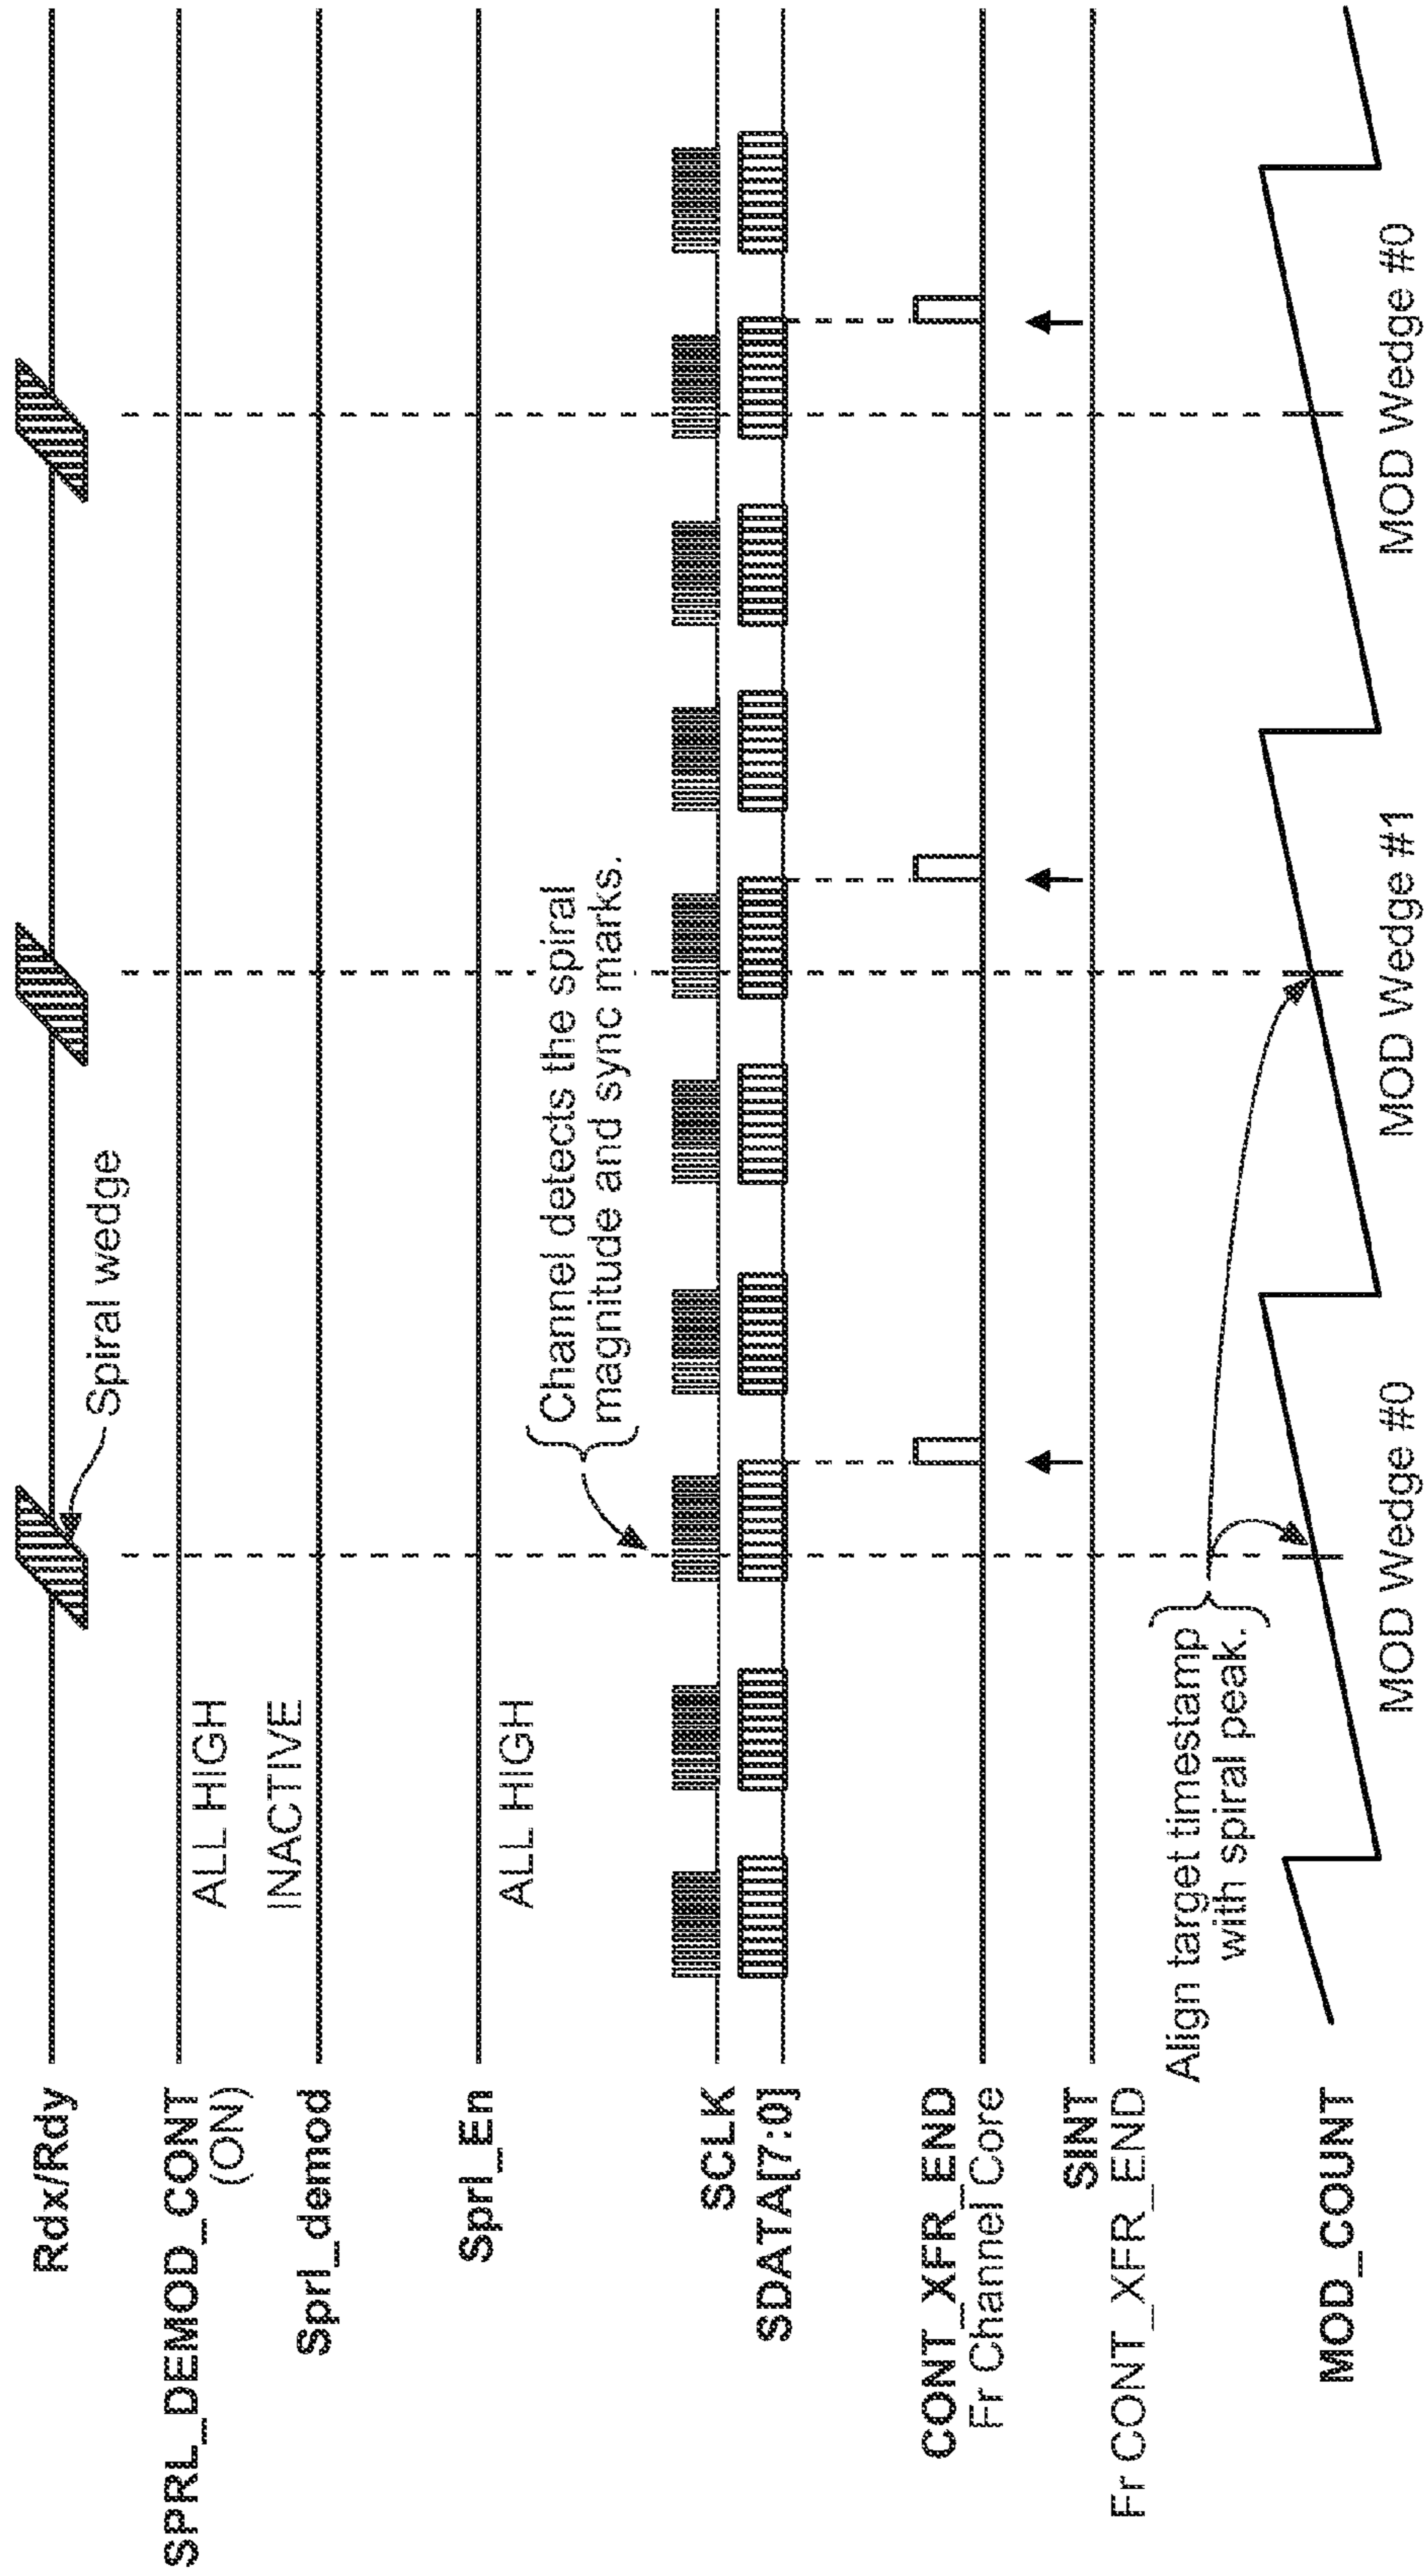 Rdx/Rdy
Spiral wedge
SPRL_DEMOD_CONT
(ON)
ALL HIGH
INACTIVE
Sprl_demod
Sprl_En
ALL HIGH
Channel detects the spiral
magnitude and sync marks.
SCLK
SDATA[7:0]
CONT_XFR_END
Fr Channel Core
SINT
Fr CONT_XFR_END
Align target timestamp
with spiral peak.
MOD_COUNT
MOD Wedge #0
MOD Wedge #1
MOD Wedge #0